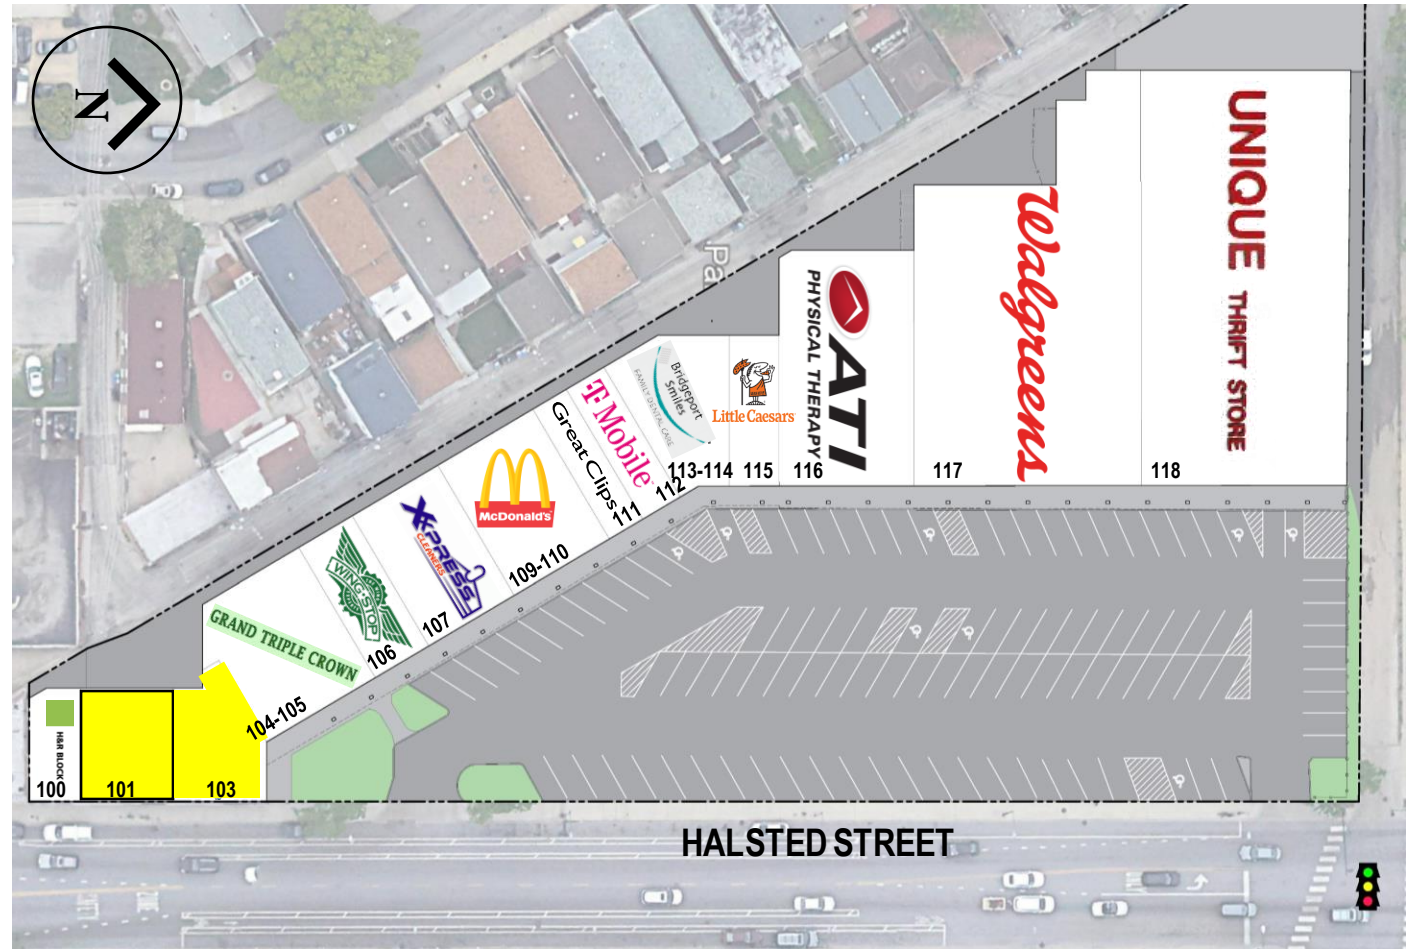 N
UNIQUE
THRIFT STORE
Walgreens
ATI
PHYSICAL THERAPY
Pa
Bridgeport
Smiles
FAMILY DENTAL CARE
Little Caesars
T Mobile
Great Clips
McDonald's
XPRESS
CLEANERS
WING·STOP
GRAND TRIPLE CROWN
H&R BLOCK
100
101
103
104-105
106
107
109-110
111
112
113-114
115
116
117
118
HALSTED STREET